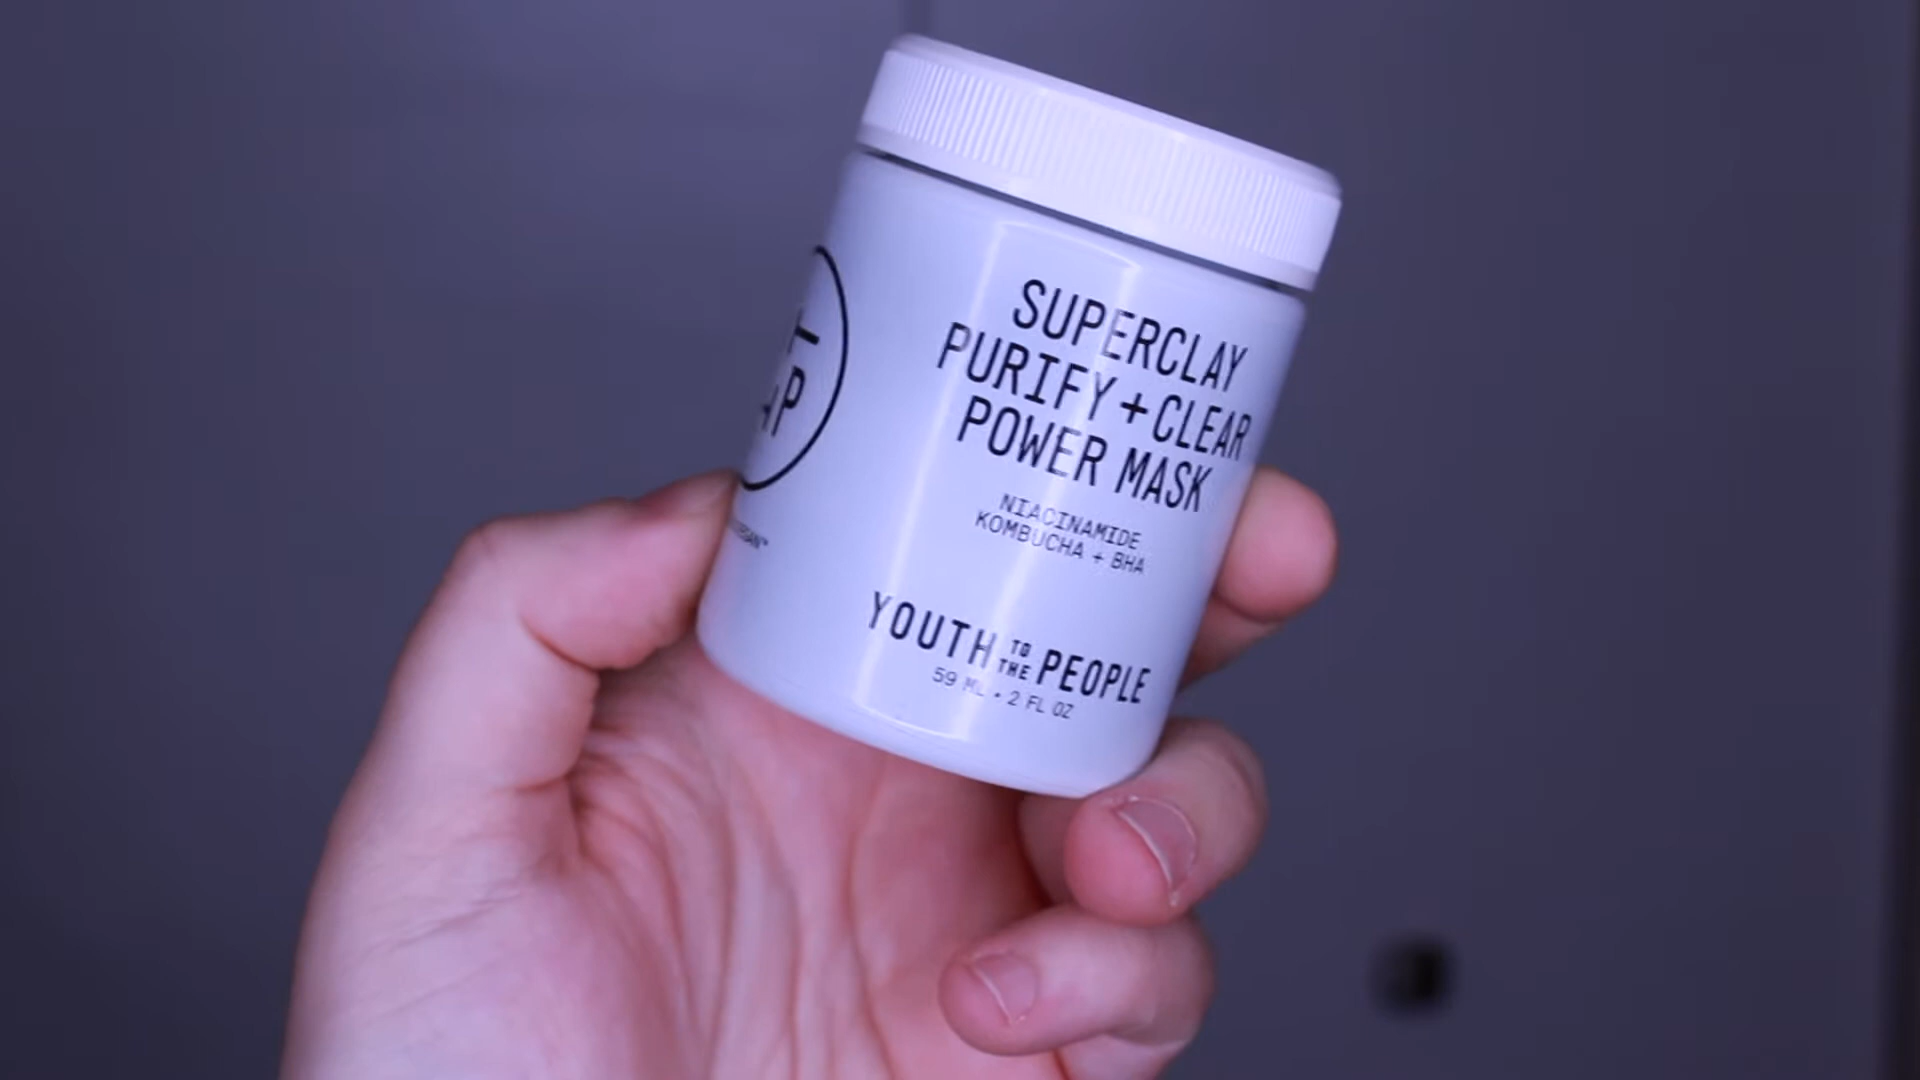 SUPERCLAY
PURIFY + CLEAR
POWER MASK
NIACINAMIDE
KOMBUCHA + BHA
YOUTH TO THE PEOPLE
59 ML • 2 FL OZ